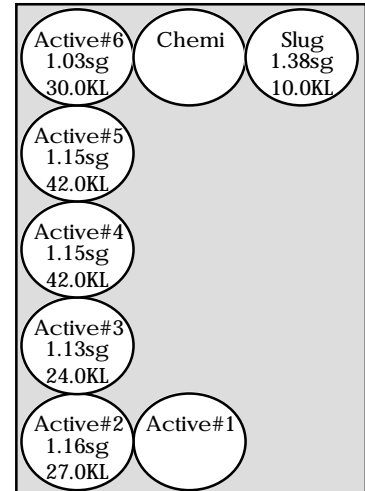 Active#6
1.03sg
30.0KL
Chemi
Slug
1.38sg
10.0KL
Active#5
1.15sg
42.0KL
Active#4
1.15sg
42.0KL
Active#3
1.13sg
24.0KL
Active#2
1.16sg
27.0KL
Active#1